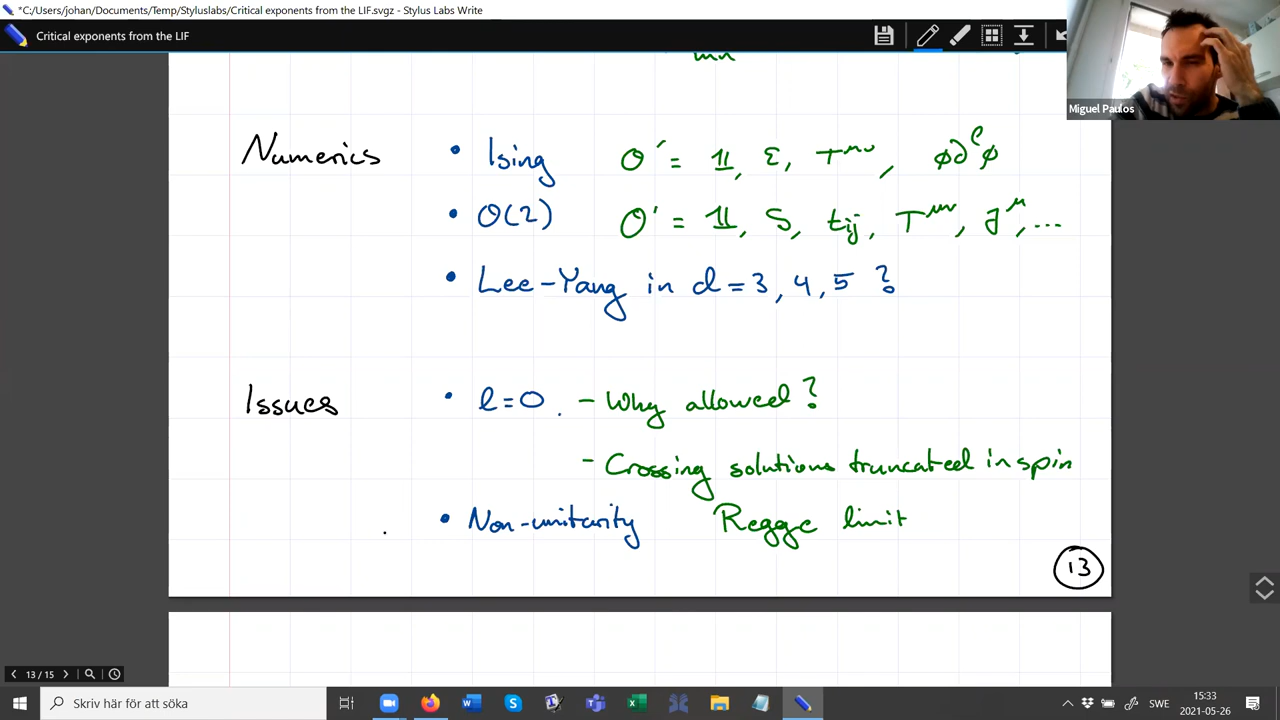 *C:/Users/johan/Documents/Temp/Styluslabs/Critical exponents from the LIF.svgz - Stylus Labs Write
Critical exponents from the LIF
Miguel Paulos
mn
Numerics • Ising O' = 𝟙, ε, T^μν, ϕ∂^ℓϕ
• O(2) O' = 𝟙, S, t_ij, T^μν, J^μ, ...
• Lee-Yang in d = 3, 4, 5 ?
Issues • l=0. - Why allowed?
- Crossing solutions truncated in spin
• Non-unitarity Regge limit
13
13 / 15
Skriv här för att söka
SWE
15:33
2021-05-26